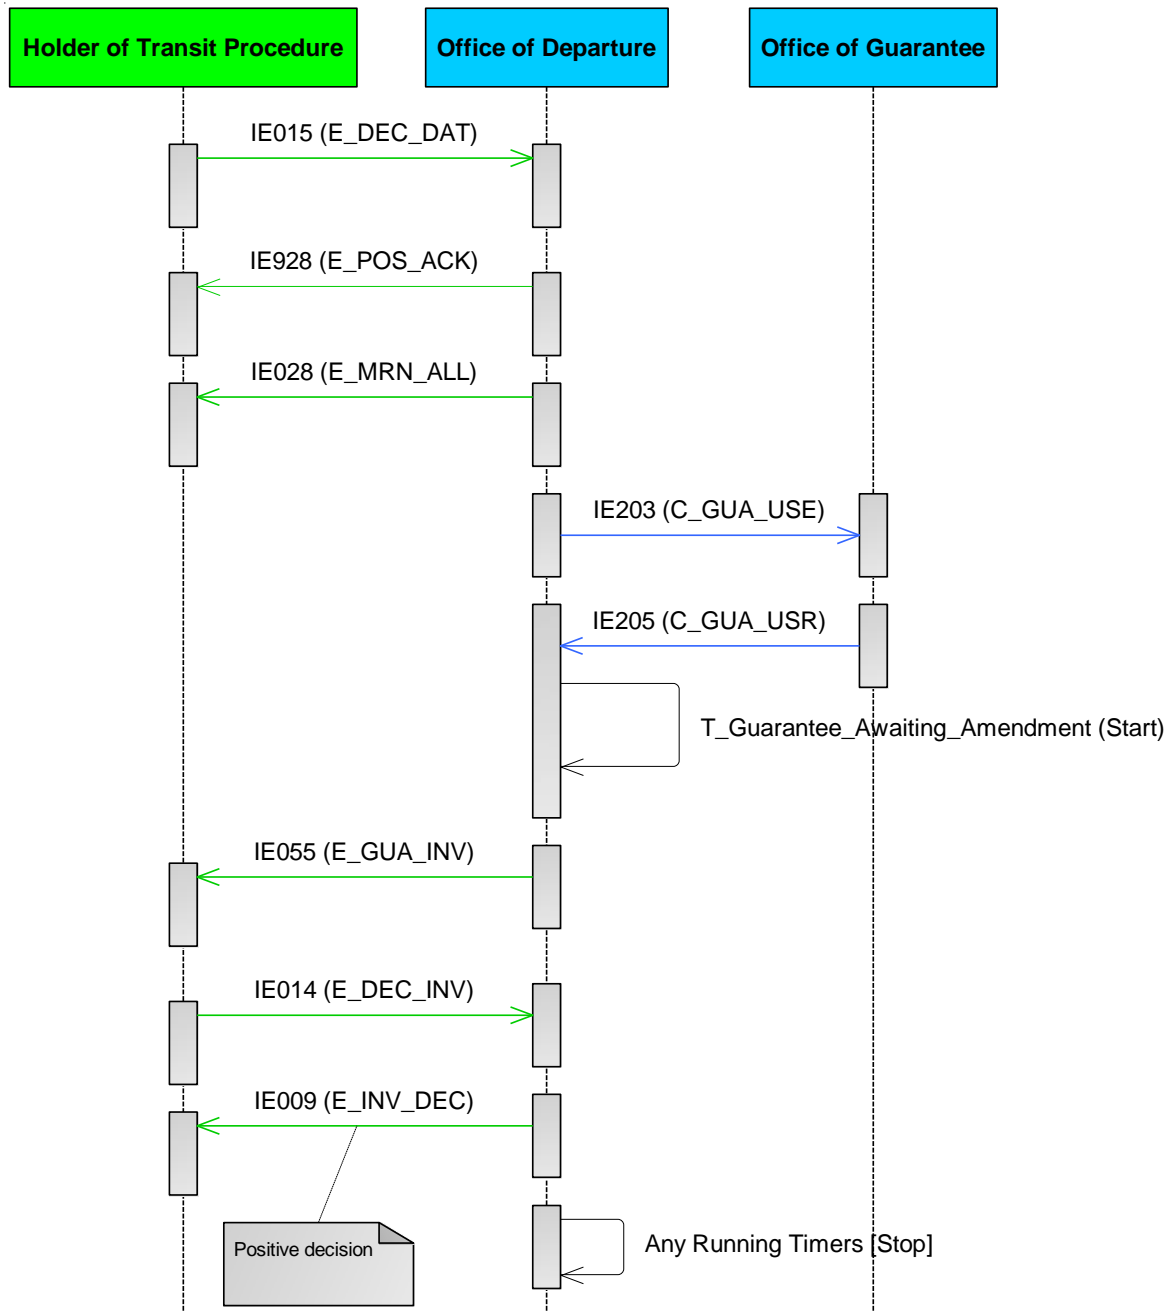 Holder of Transit Procedure
Office of Departure
Office of Guarantee
IE015 (E_DEC_DAT)
IE928 (E_POS_ACK)
IE028 (E_MRN_ALL)
IE203 (C_GUA_USE)
IE205 (C_GUA_USR)
T_Guarantee_Awaiting_Amendment (Start)
IE055 (E_GUA_INV)
IE014 (E_DEC_INV)
IE009 (E_INV_DEC)
Positive decision
Any Running Timers [Stop]